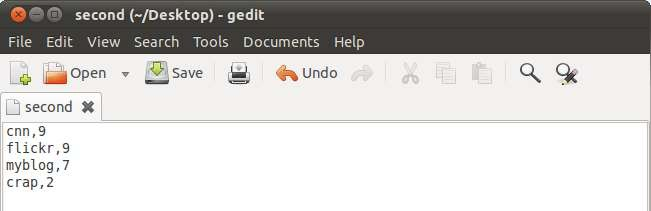 second (~/Desktop) - gedit
File Edit View Search Tools Documents Help
Open Save Undo
second
cnn,9
flickr,9
myblog,7
crap,2